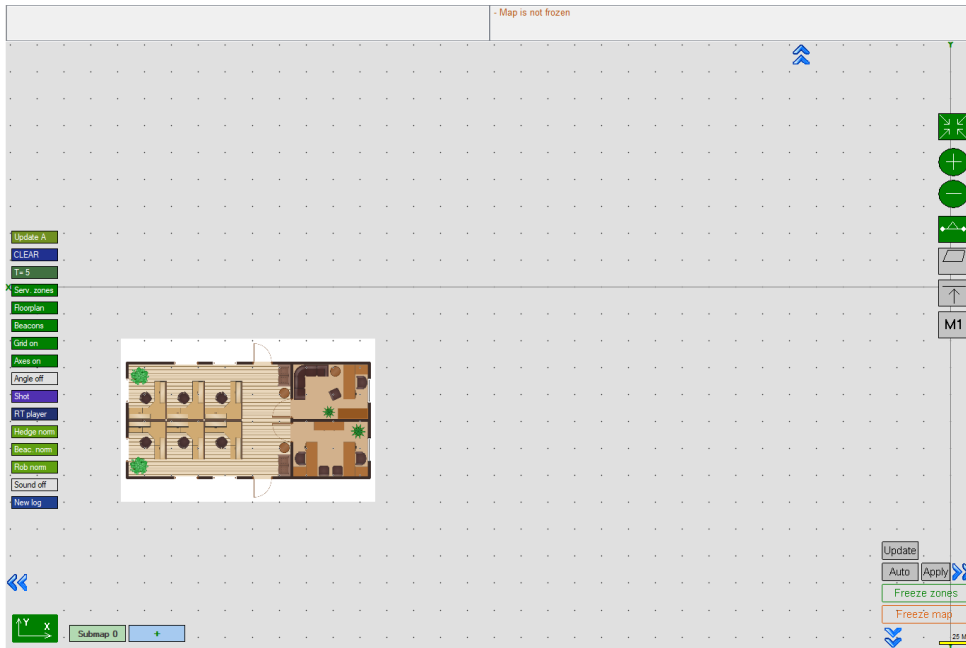 - Map is not frozen
Y
Update A
CLEAR
T= 5
Serv. zones
X
Floorplan
Beacons
Grid on
Axes on
Angle off
Shot
RT player
Hedge norm
Beac. norm
Rob norm
Sound off
New log
M1
Update
Auto
Apply
Freeze zones
Freeze map
Y X
Submap 0
+
25 M